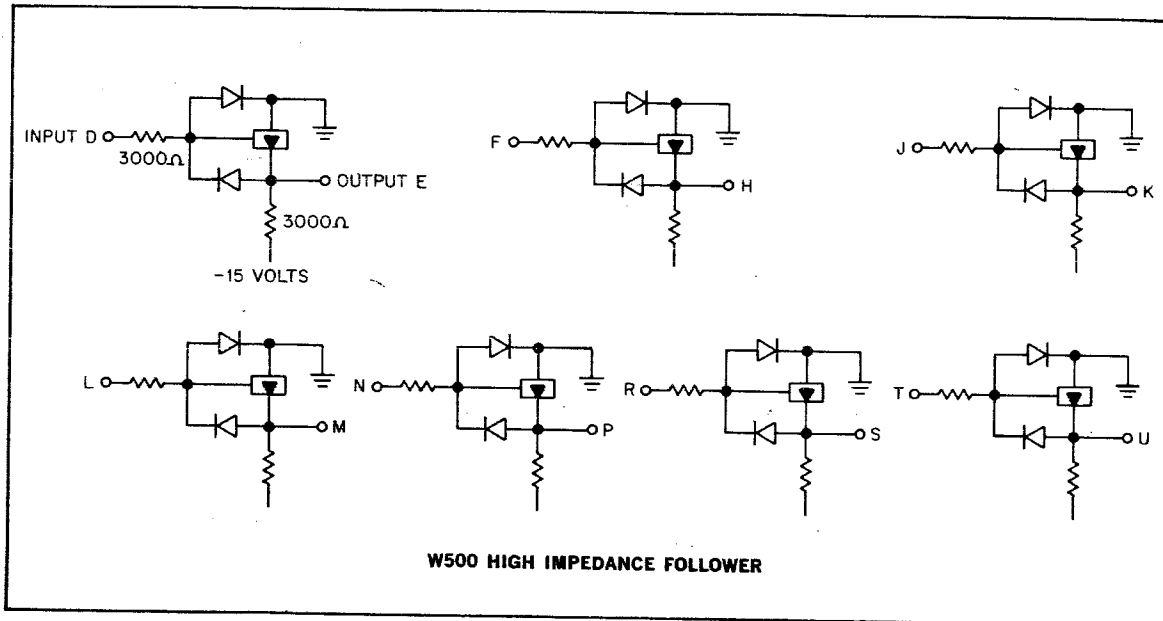 INPUT D
3000Ω
OUTPUT E
3000Ω
-15 VOLTS
F
H
J
K
L
M
N
P
R
S
T
U
W500 HIGH IMPEDANCE FOLLOWER